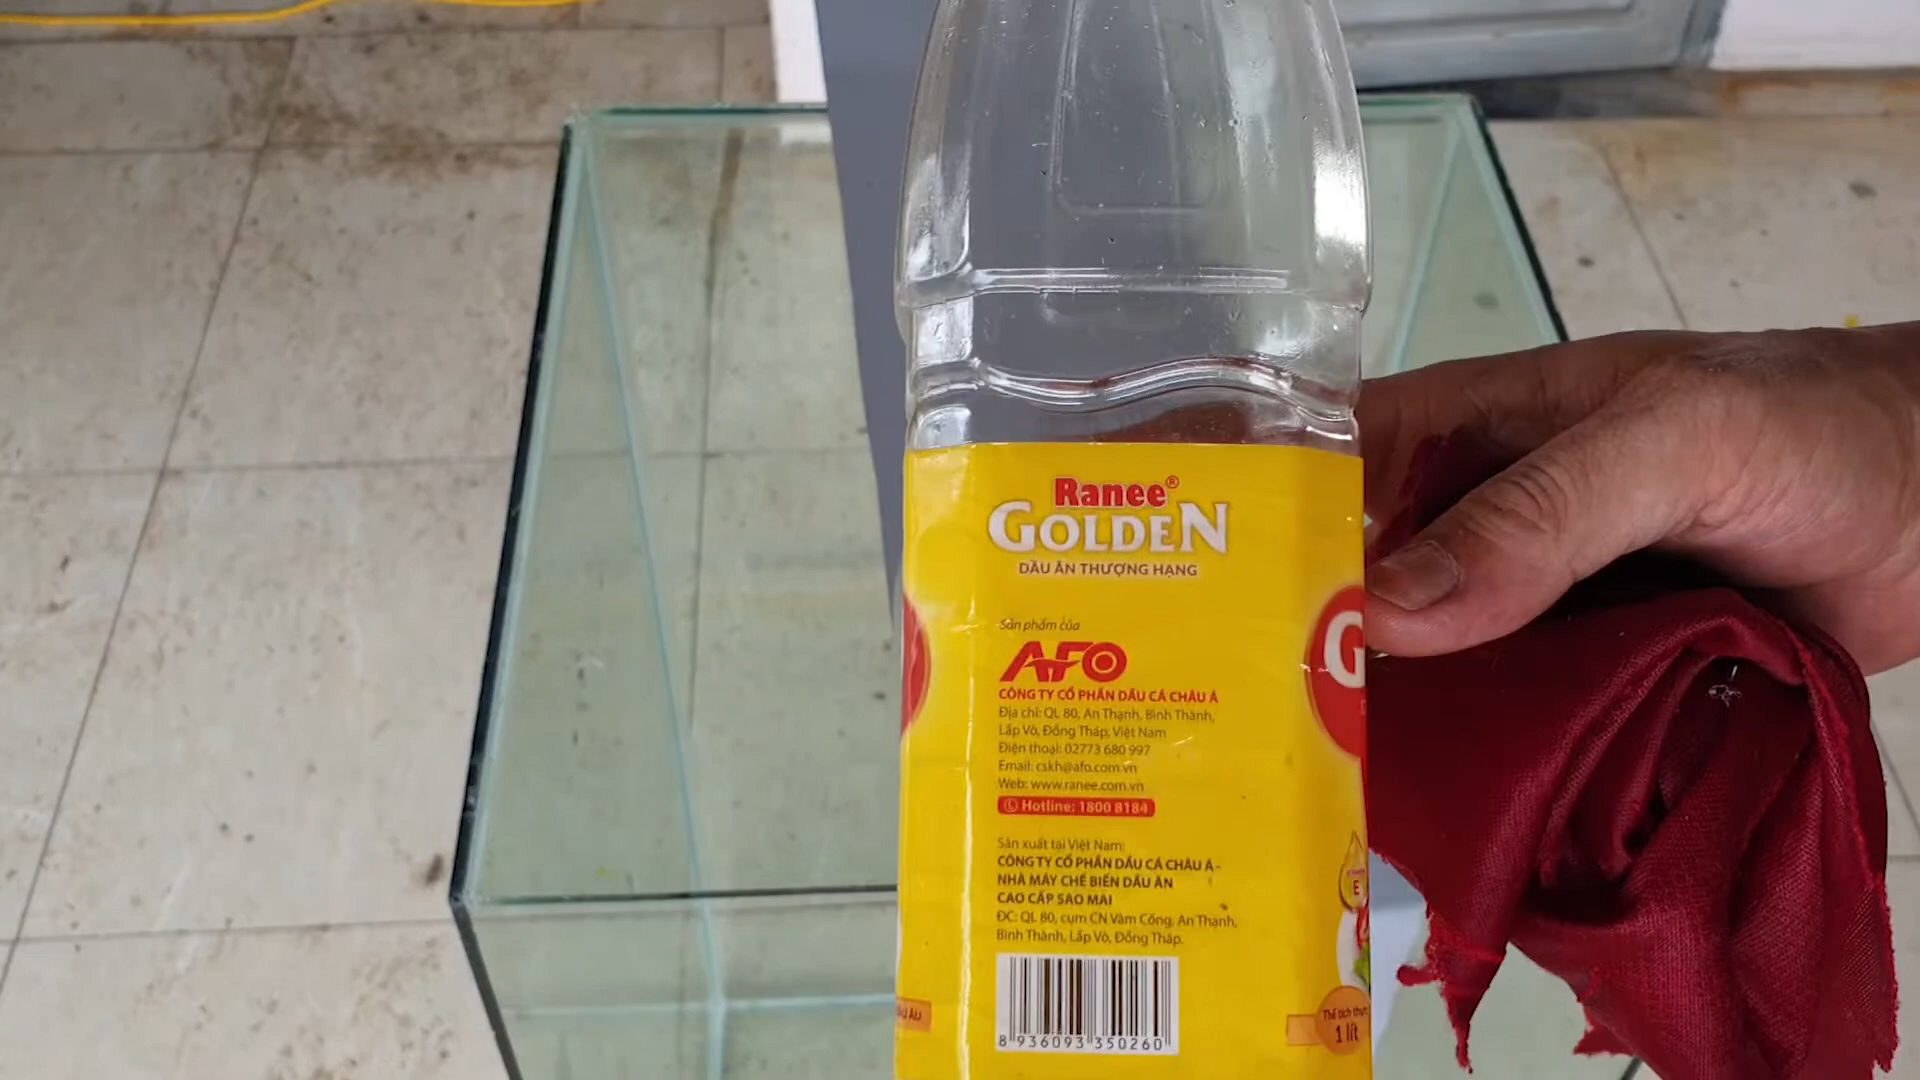 Ranee®
GOLDEN
DẦU ĂN THƯỢNG HẠNG
Sản phẩm của
AFO
CÔNG TY CỔ PHẦN DẦU CÁ CHÂU Á
Địa chỉ: QL 80, An Thạnh, Bình Thành,
Lấp Vò, Đồng Tháp, Việt Nam
Điện thoại: 02773 680 997
Email: cskh@afo.com.vn
Web: www.ranee.com.vn
Hotline: 1800 8184
Sản xuất tại Việt Nam:
CÔNG TY CỔ PHẦN DẦU CÁ CHÂU Á -
NHÀ MÁY CHẾ BIẾN DẦU ĂN
CAO CẤP SAO MAI
ĐC: QL 80, cụm CN Vàm Cống, An Thạnh,
Bình Thành, Lấp Vò, Đồng Tháp.
8 936093 350260
G
E
Thể tích thực
1 lít